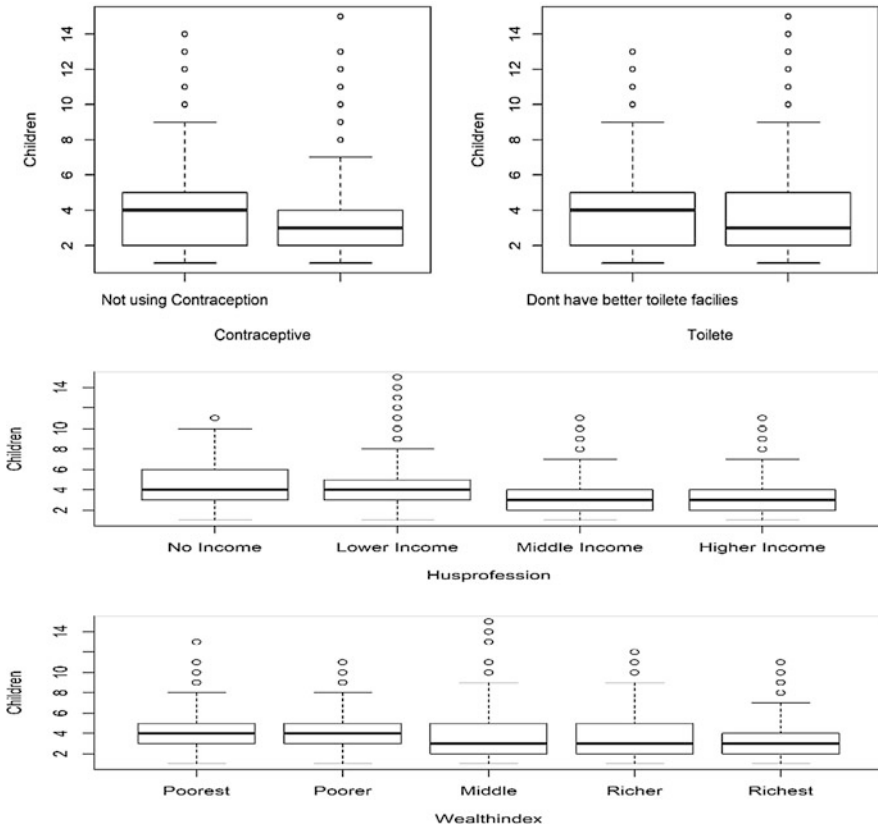 Children
14
12
10
8
6
4
2
Not using Contraception
Contraceptive
Children
14
12
10
8
6
4
2
Dont have better toilete facilies
Toilete
Children
14
10
8
6
4
2
No Income
Lower Income
Middle Income
Higher Income
Husprofession
Children
14
10
8
6
4
2
Poorest
Poorer
Middle
Richer
Richest
Wealthindex